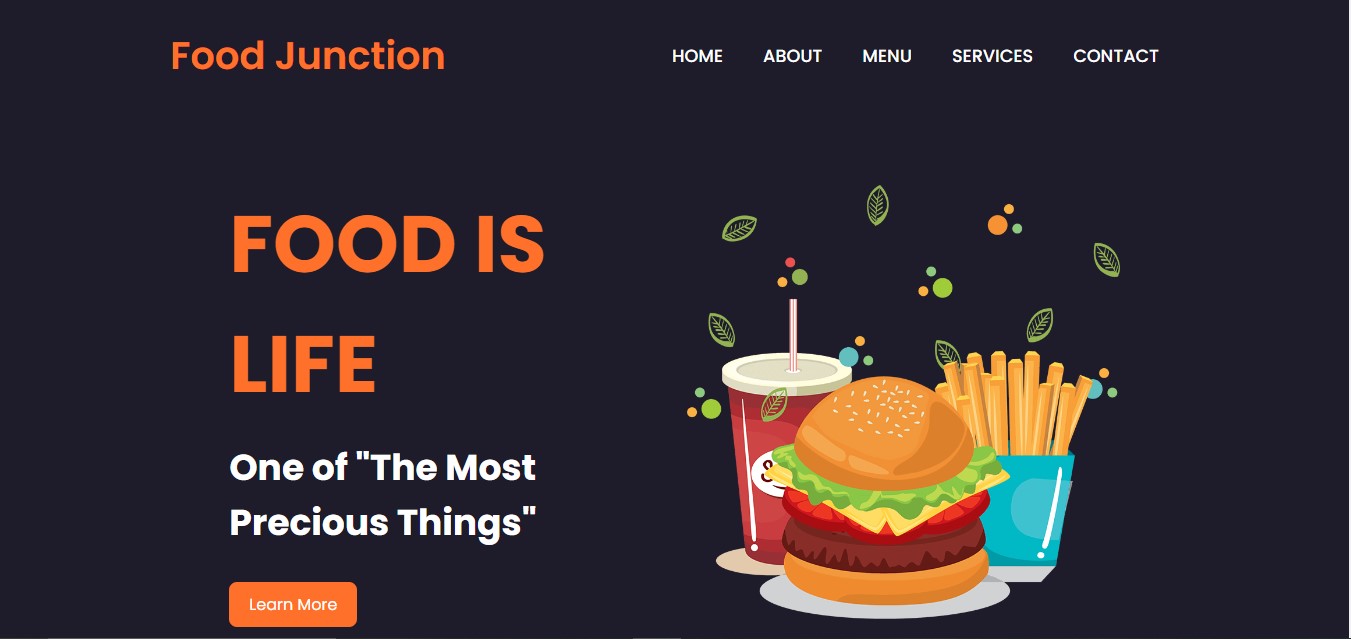 Food Junction
HOME ABOUT MENU SERVICES CONTACT
FOOD IS
LIFE
One of "The Most
Precious Things"
Learn More